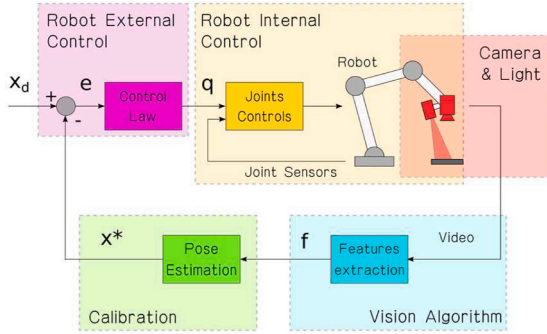 Robot External
Control
Robot Internal
Control
Camera
& Light
Robot
x_d
+
-
e
Control
Law
q
Joints
Controls
Joint Sensors
x*
Pose
Estimation
f
Features
extraction
Video
Calibration
Vision Algorithm